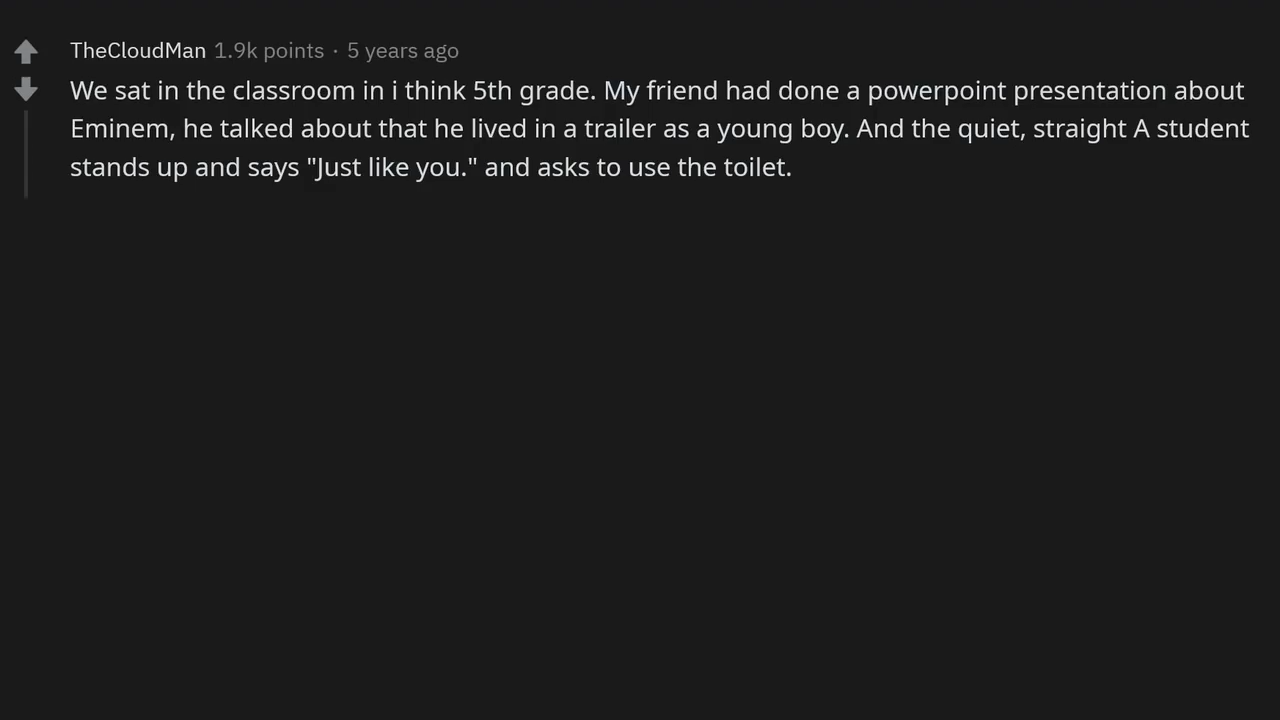 TheCloudMan 1.9k points · 5 years ago
We sat in the classroom in i think 5th grade. My friend had done a powerpoint presentation about
Eminem, he talked about that he lived in a trailer as a young boy. And the quiet, straight A student
stands up and says "Just like you." and asks to use the toilet.